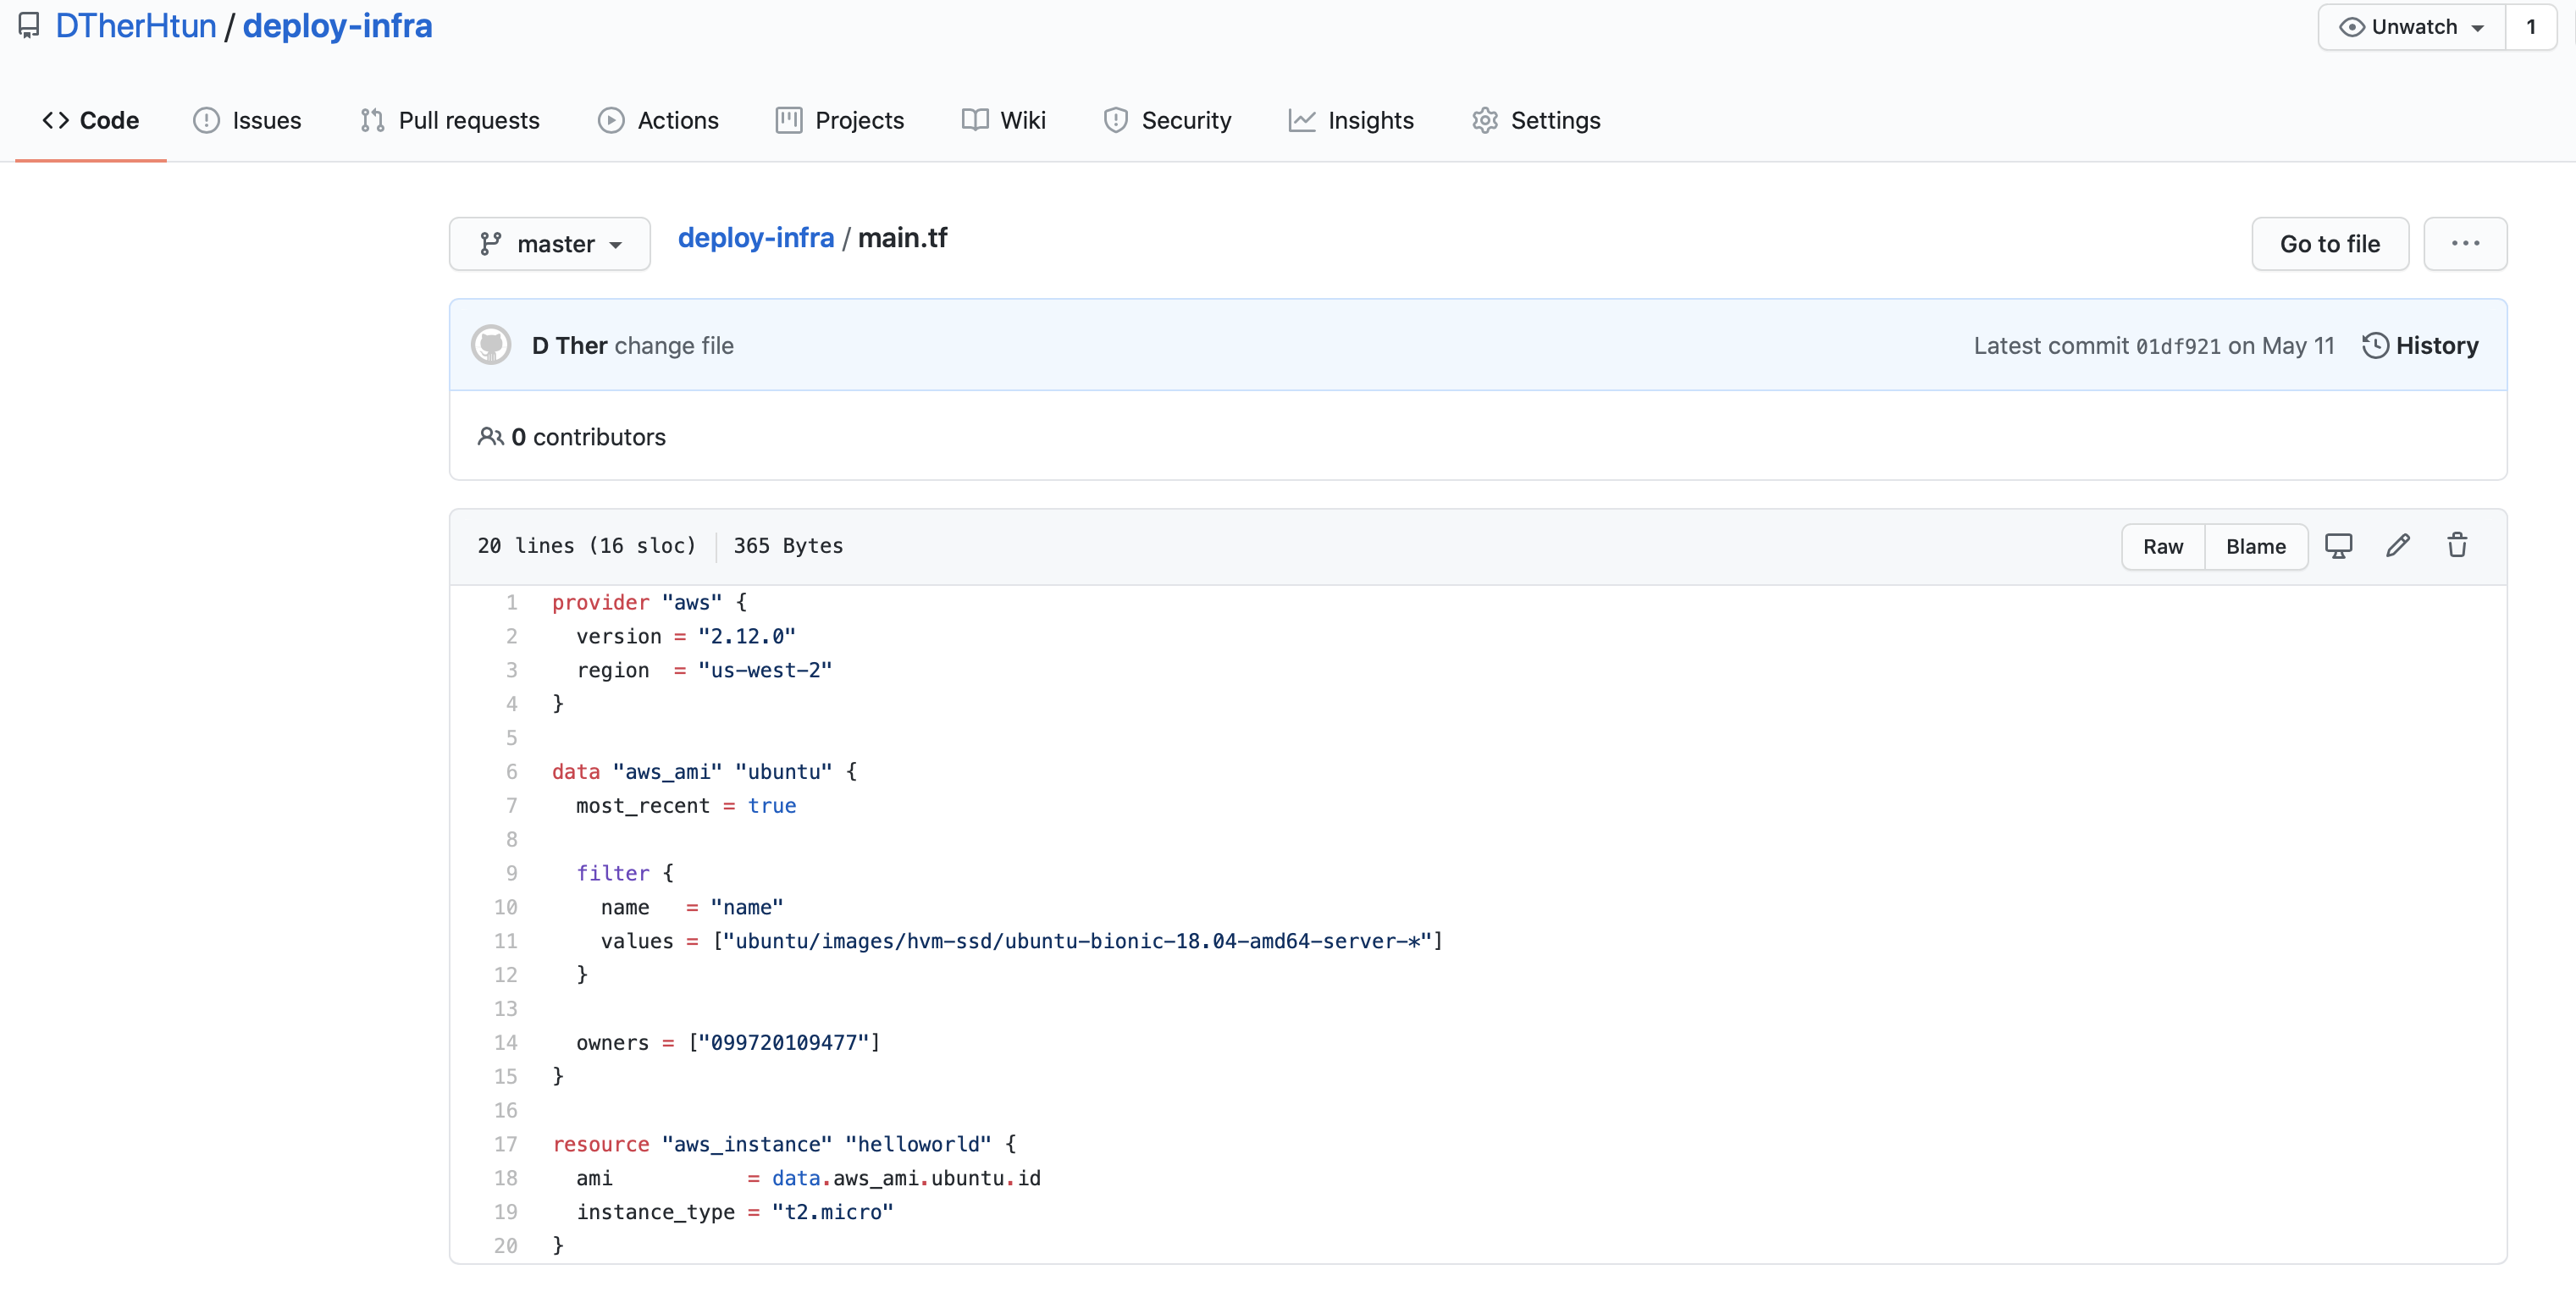 DTherHtun / deploy-infra
Unwatch 1
Code Issues Pull requests Actions Projects Wiki Security Insights Settings
master deploy-infra / main.tf Go to file ...
D Ther change file Latest commit 01df921 on May 11 History
0 contributors
20 lines (16 sloc) 365 Bytes Raw Blame
1 provider "aws" {
2   version = "2.12.0"
3   region  = "us-west-2"
4 }
5
6 data "aws_ami" "ubuntu" {
7   most_recent = true
8
9   filter {
10     name   = "name"
11     values = ["ubuntu/images/hvm-ssd/ubuntu-bionic-18.04-amd64-server-*"]
12   }
13
14   owners = ["099720109477"]
15 }
16
17 resource "aws_instance" "helloworld" {
18   ami           = data.aws_ami.ubuntu.id
19   instance_type = "t2.micro"
20 }